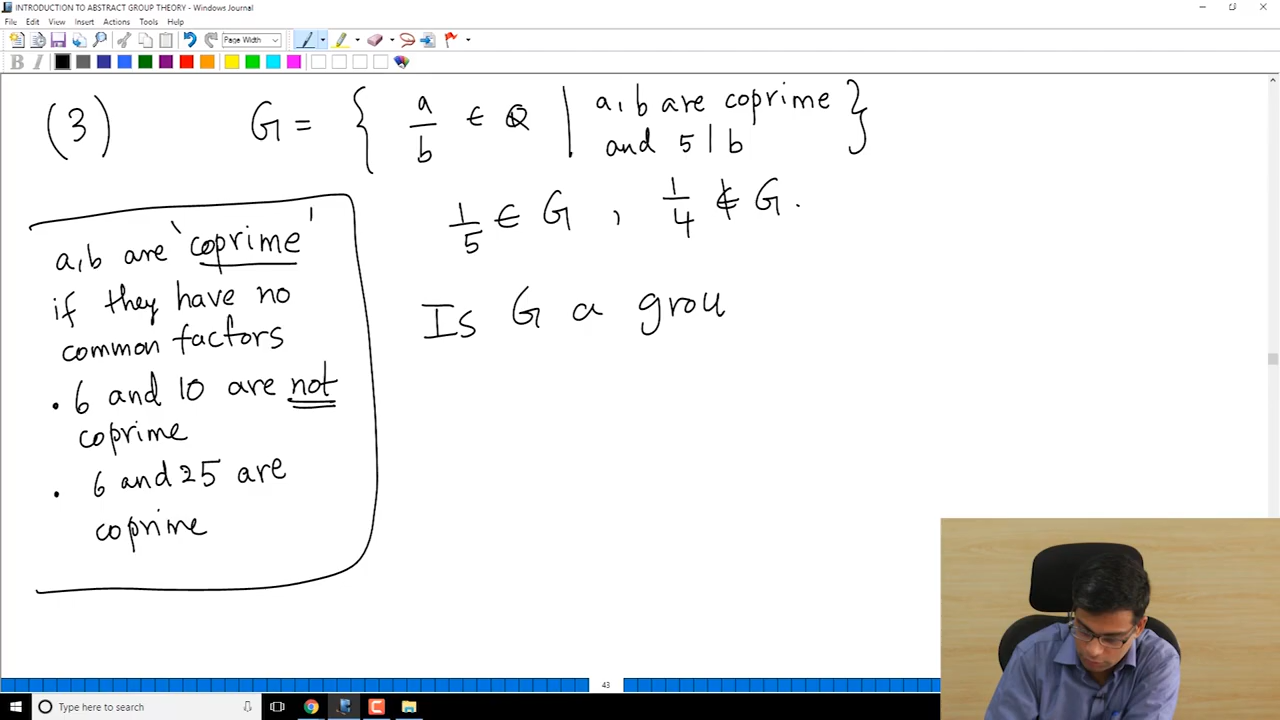 INTRODUCTION TO ABSTRACT GROUP THEORY - Windows Journal
File Edit View Insert Actions Tools Help
Page Width
B I
(3) G = { a/b ∈ Q | a, b are coprime and 5 | b }
1/5 ∈ G , 1/4 ∉ G.
Is G a grou
a, b are 'coprime'
if they have no
common factors
• 6 and 10 are not
coprime
• 6 and 25 are
coprime
43
Type here to search